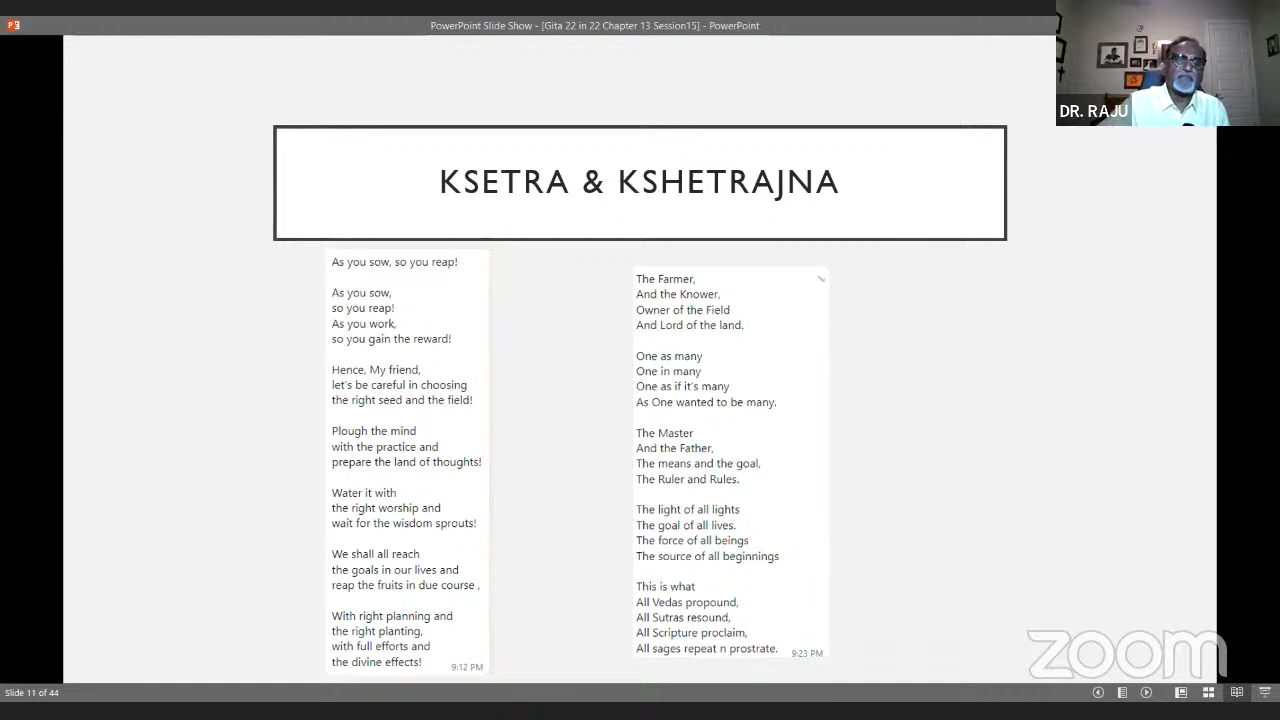 PowerPoint Slide Show - [Gita 22 in 22 Chapter 13 Session15] - PowerPoint
DR. RAJU
KSETRA & KSHETRAJNA
As you sow, so you reap!
As you sow,
so you reap!
As you work,
so you gain the reward!
Hence, My friend,
let's be careful in choosing
the right seed and the field!
Plough the mind
with the practice and
prepare the land of thoughts!
Water it with
the right worship and
wait for the wisdom sprouts!
We shall all reach
the goals in our lives and
reap the fruits in due course ,
With right planning and
the right planting,
with full efforts and
the divine effects!
9:12 PM
The Farmer,
And the Knower,
Owner of the Field
And Lord of the land.
One as many
One in many
One as if it's many
As One wanted to be many.
The Master
And the Father,
The means and the goal,
The Ruler and Rules.
The light of all lights
The goal of all lives.
The force of all beings
The source of all beginnings
This is what
All Vedas propound,
All Sutras resound,
All Scripture proclaim,
All sages repeat n prostrate.
9:23 PM
zoom
Slide 11 of 44